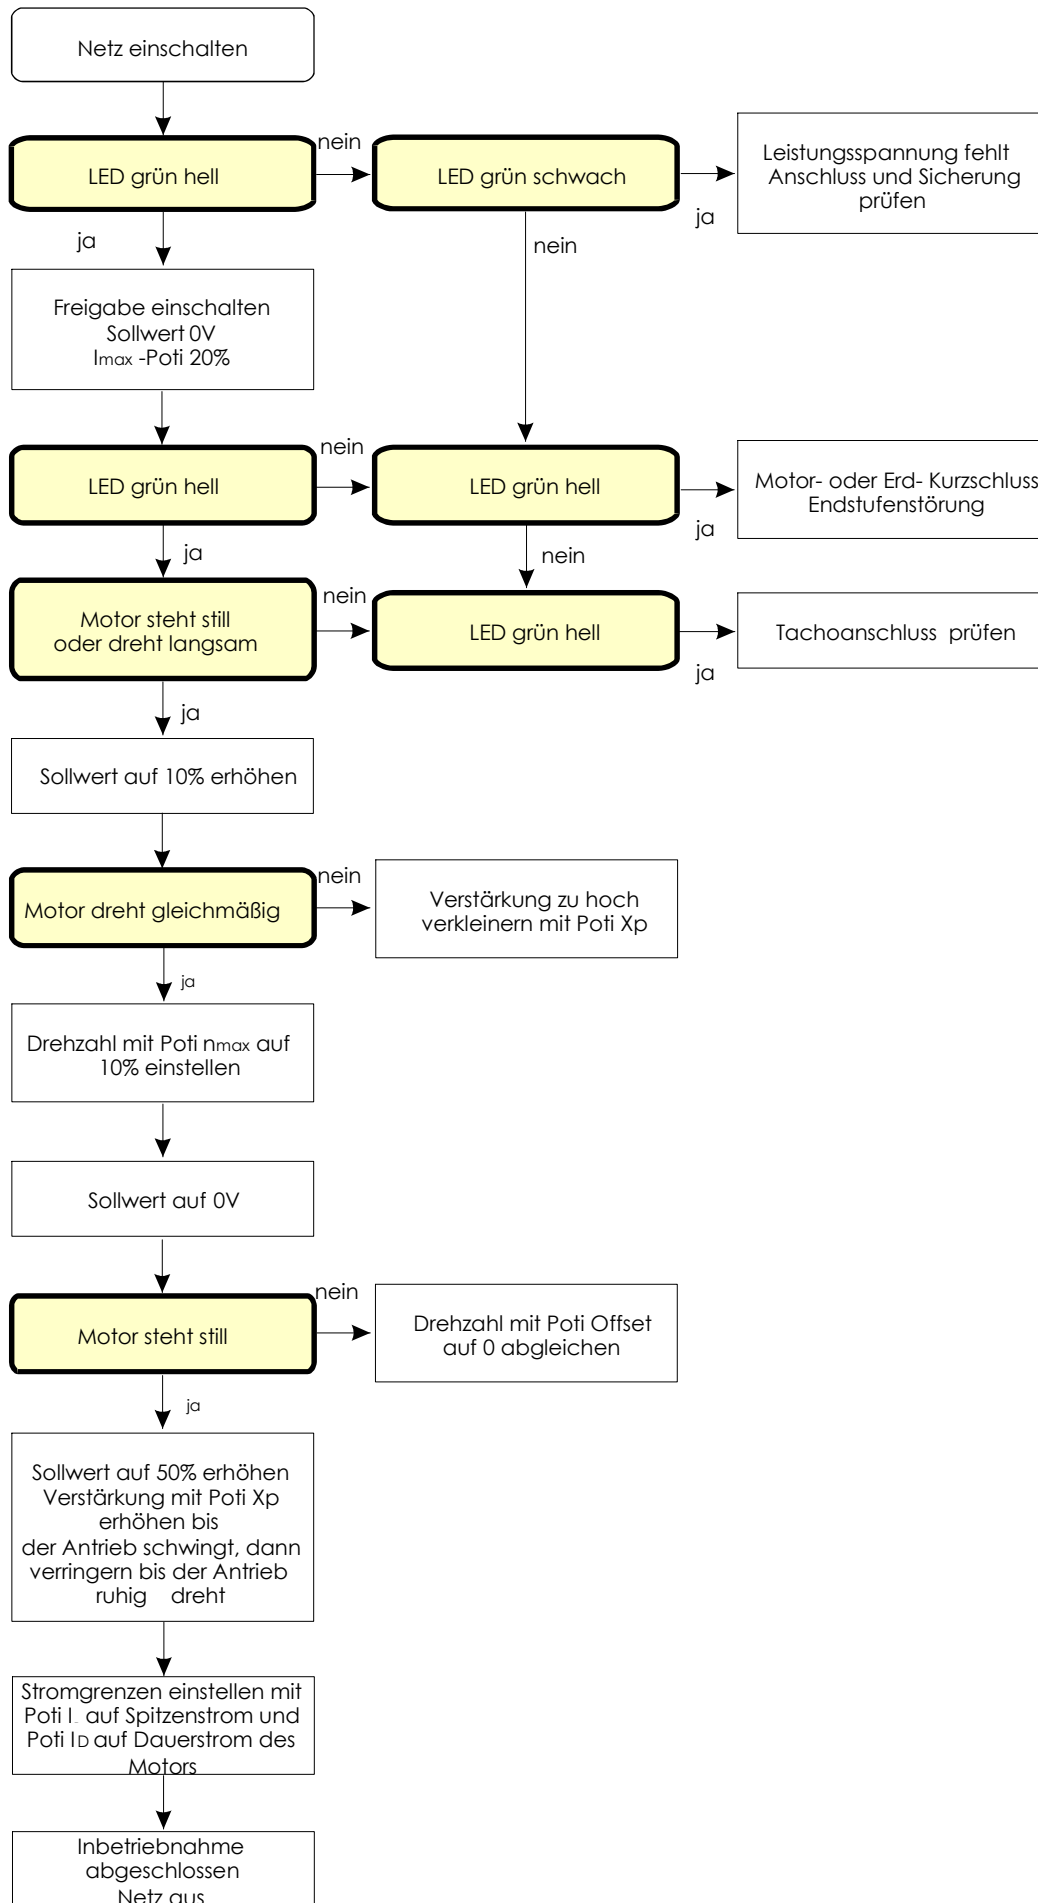 Netz einschalten
nein
LED grün hell
LED grün schwach
Leistungsspannung fehlt
Anschluss und Sicherung
prüfen
ja
ja
nein
Freigabe einschalten
Sollwert 0V
Imax -Poti 20%
nein
LED grün hell
LED grün hell
Motor- oder Erd- Kurzschluss
Endstufenstörung
ja
ja
nein
nein
Motor steht still
oder dreht langsam
LED grün hell
Tachoanschluss prüfen
ja
ja
Sollwert auf 10% erhöhen
nein
Motor dreht gleichmäßig
Verstärkung zu hoch
verkleinern mit Poti Xp
ja
Drehzahl mit Poti nmax auf
10% einstellen
Sollwert auf 0V
nein
Motor steht still
Drehzahl mit Poti Offset
auf 0 abgleichen
ja
Sollwert auf 50% erhöhen
Verstärkung mit Poti Xp
erhöhen bis
der Antrieb schwingt, dann
verringern bis der Antrieb
ruhig dreht
Stromgrenzen einstellen mit
Poti I auf Spitzenstrom und
Poti ID auf Dauerstrom des
Motors
Inbetriebnahme
abgeschlossen
Netz aus